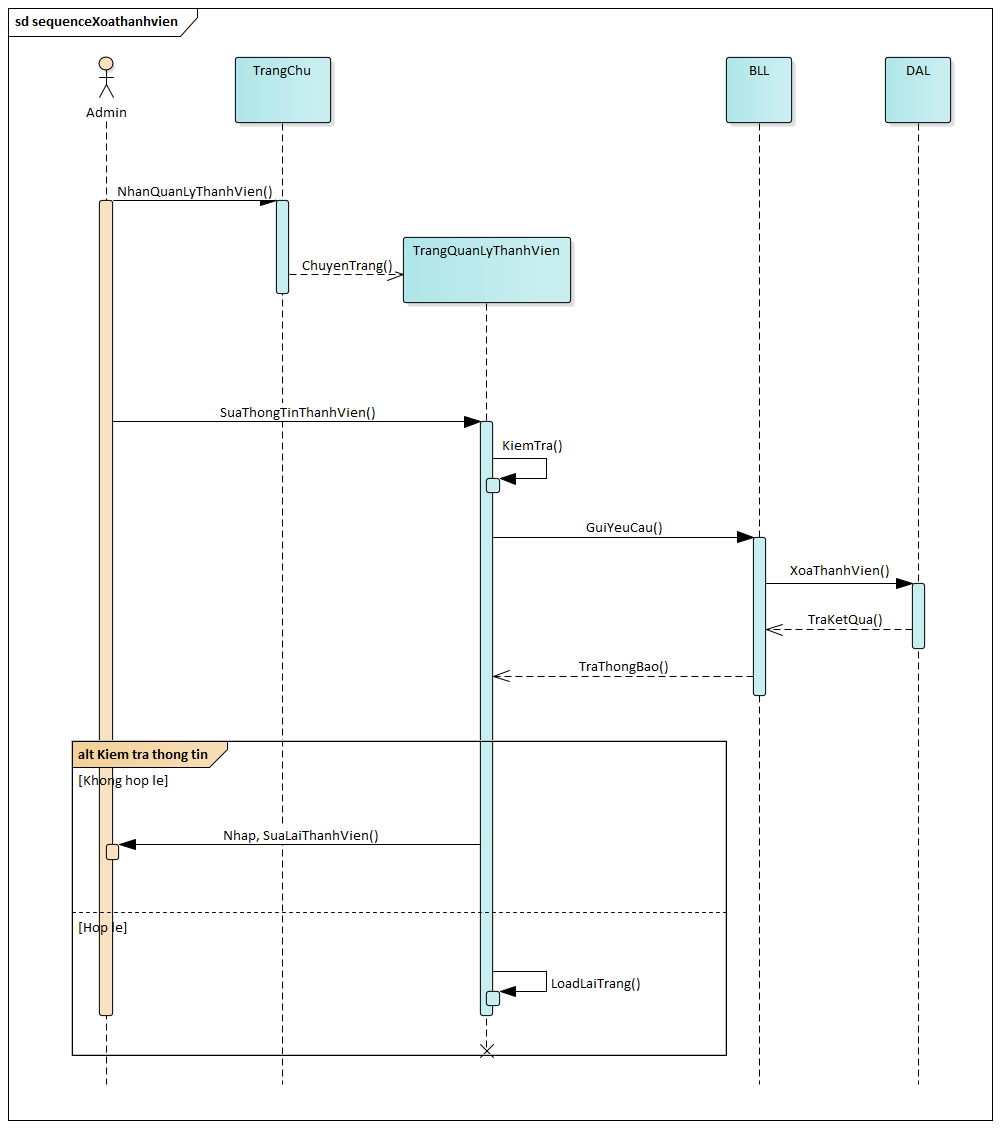 sd sequenceXoathanhvien
TrangChu
BLL
DAL
Admin
NhanQuanLyThanhVien()
TrangQuanLyThanhVien
ChuyenTrang()
SuaThongTinThanhVien()
KiemTra()
GuiYeuCau()
XoaThanhVien()
TraKetQua()
TraThongBao()
alt Kiem tra thong tin
[Khong hop le]
Nhap, SuaLaiThanhVien()
[Hop le]
LoadLaiTrang()